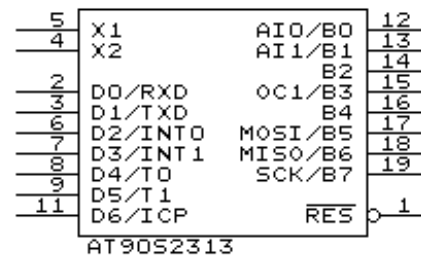 5 X1 AI0/B0 12
4 X2 AI1/B1 13
B2 14
2 D0/RXD OC1/B3 15
3 D1/TXD B4 16
6 D2/INT0 MOSI/B5 17
7 D3/INT1 MISO/B6 18
8 D4/T0 SCK/B7 19
9 D5/T1
11 D6/ICP RES 1
AT90S2313